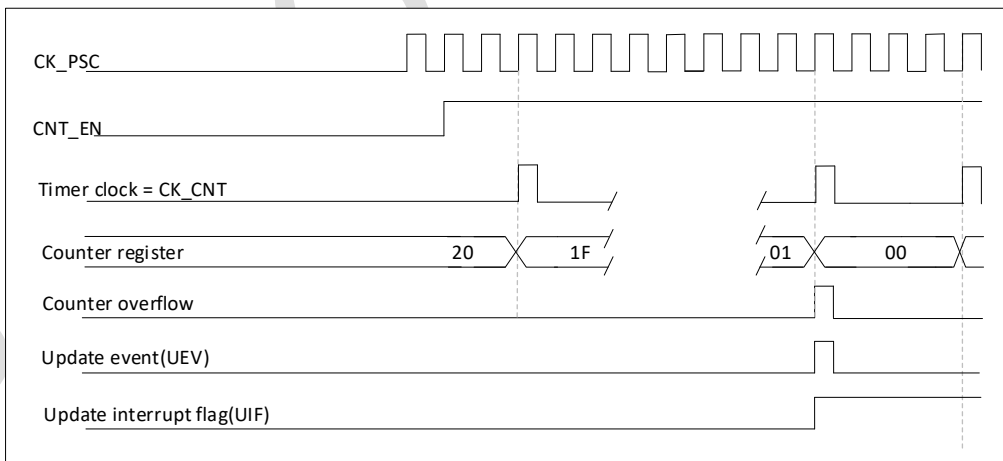 CK_PSC
CNT_EN
Timer clock = CK_CNT
Counter register 20 1F 01 00
Counter overflow
Update event(UEV)
Update interrupt flag(UIF)